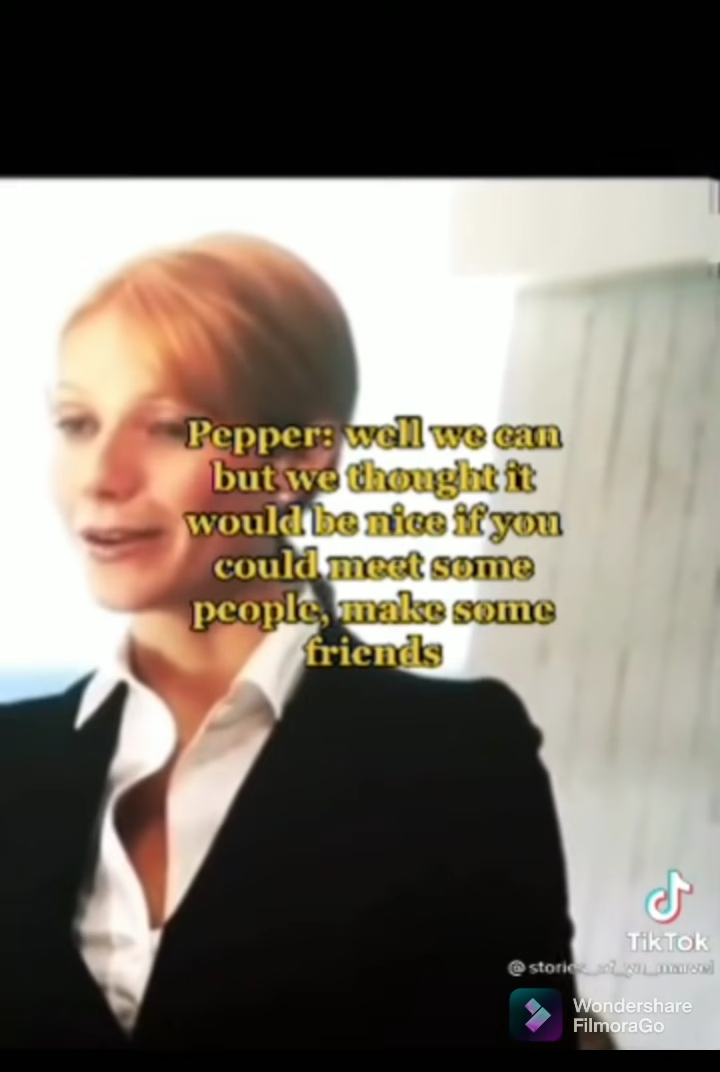 Pepper: well we can
but we thought it
would be nice if you
could meet some
people, make some
friends
TikTok
@stories_of_yn_marvel
Wondershare
FilmoraGo